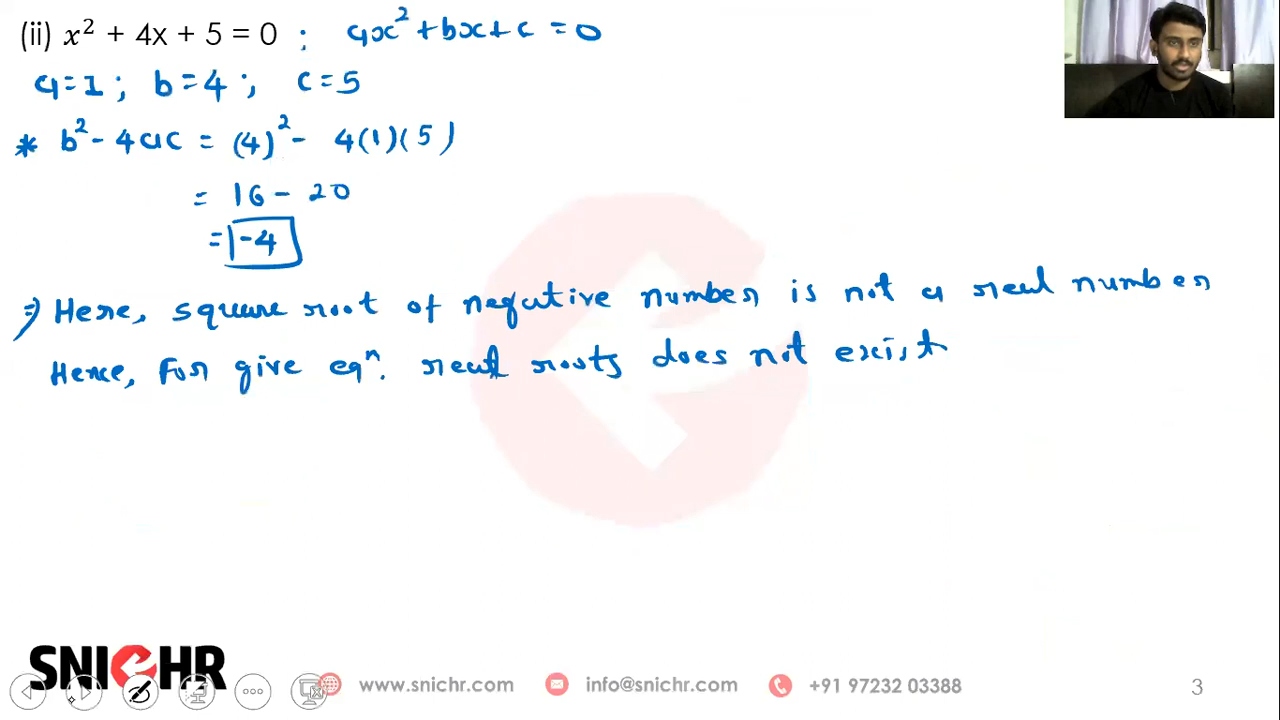 (ii) x² + 4x + 5 = 0 ; ax² + bx + c = 0
a=1 ; b=4 ; c=5
* b² - 4ac = (4)² - 4(1)(5)
= 16 - 20
= -4
⇒ Here, square root of negative number is not a real number
Hence, for give eqⁿ. real roots does not exist
SNICHR
www.snichr.com info@snichr.com +91 97232 03388 3